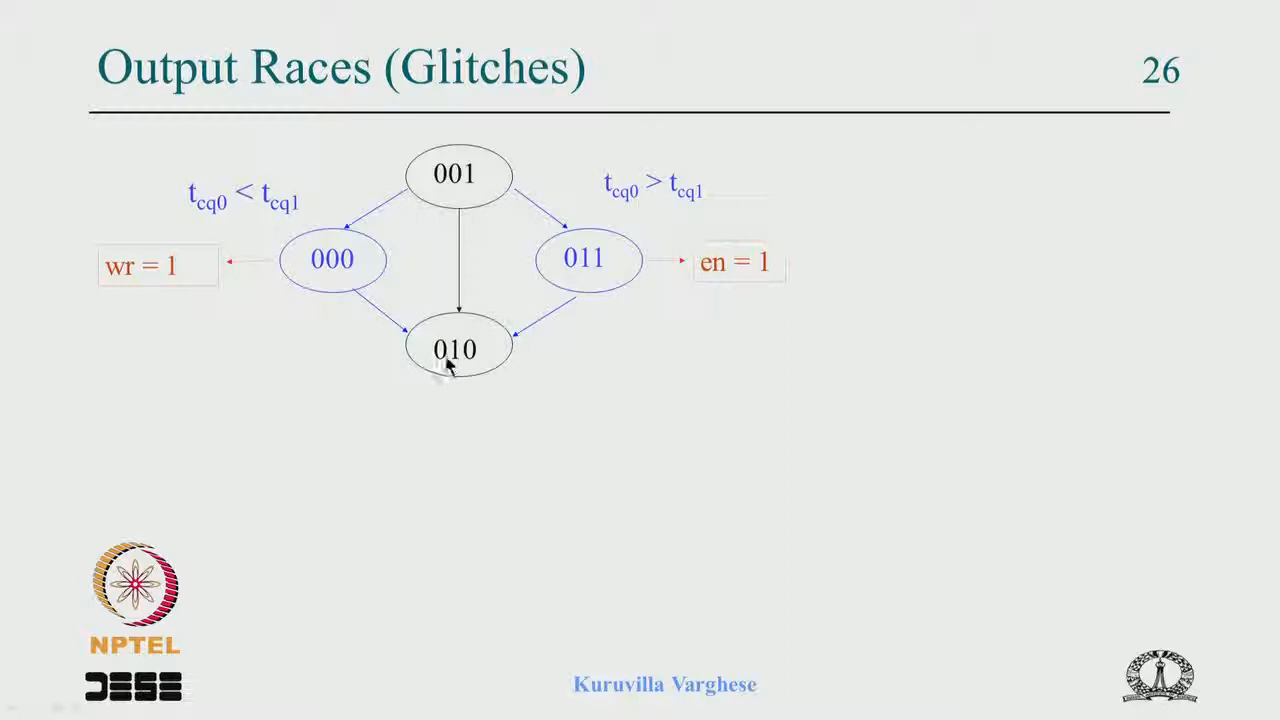 Output Races (Glitches)
26
001
tcq0 < tcq1
tcq0 > tcq1
000
011
wr = 1
en = 1
010
NPTEL
DESE
Kuruvilla Varghese